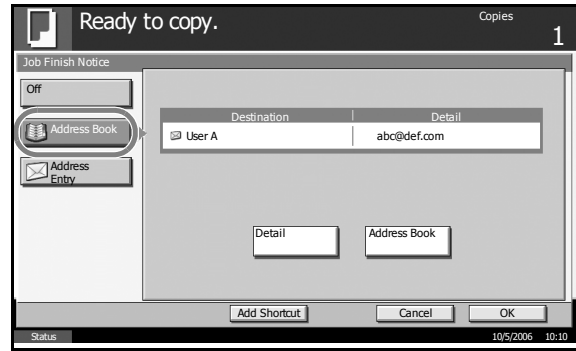 Ready to copy.
Copies
1
Job Finish Notice
Off
Address Book
Address
Entry
Destination Detail
User A abc@def.com
Detail
Address Book
Add Shortcut
Cancel
OK
Status
10/5/2006 10:10